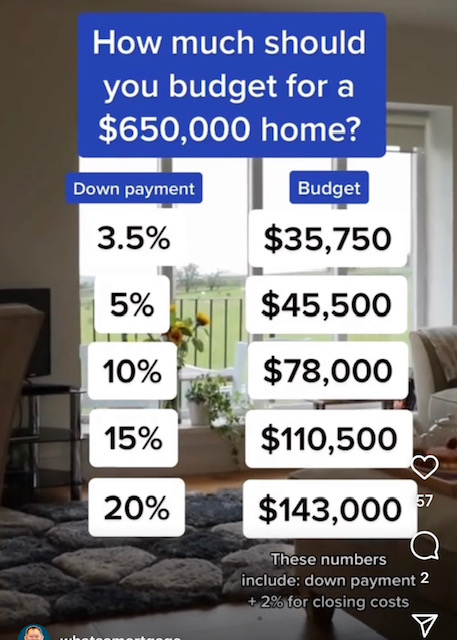 How much should
you budget for a
$650,000 home?
Down payment Budget
3.5% $35,750
5% $45,500
10% $78,000
15% $110,500
20% $143,000
57
These numbers
include: down payment
+ 2% for closing costs
2